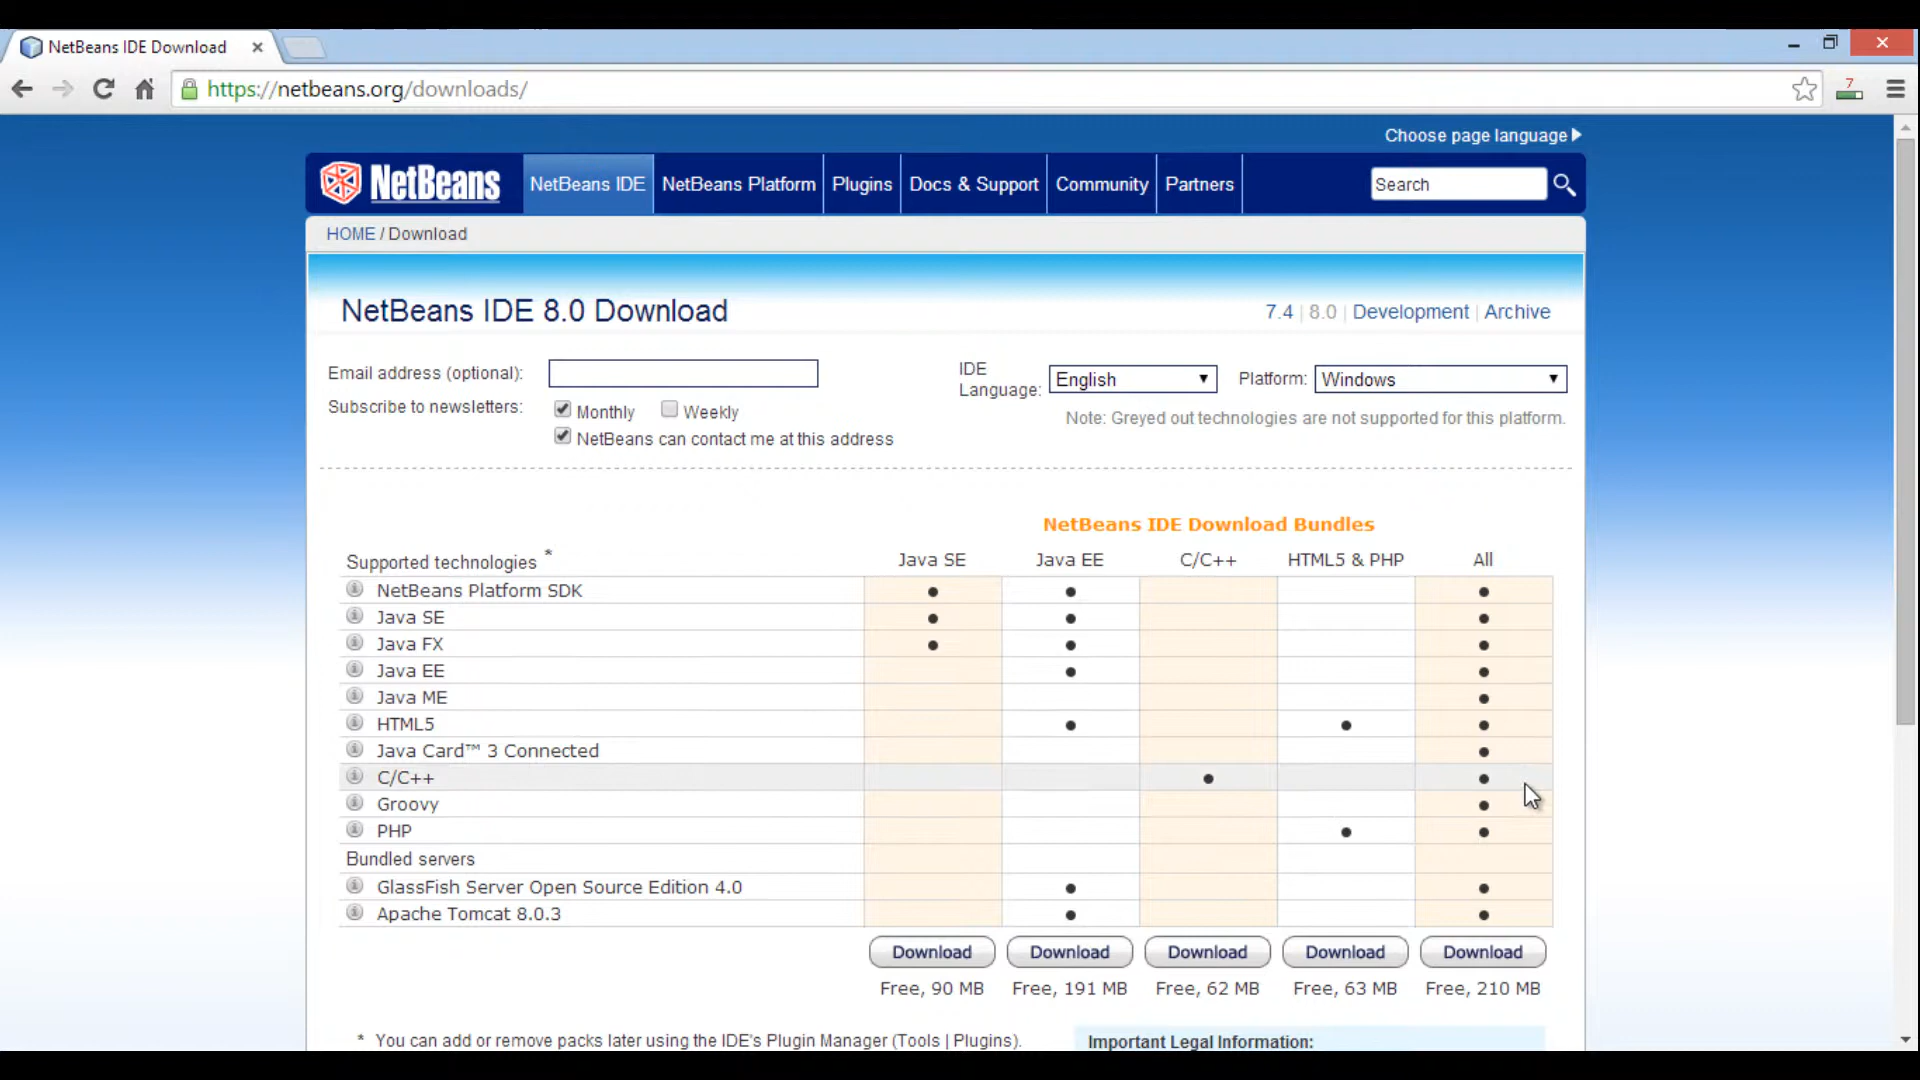 NetBeans IDE Download
https://netbeans.org/downloads/
7
Choose page language
NetBeans
NetBeans IDE NetBeans Platform Plugins Docs & Support Community Partners Search
HOME / Download
NetBeans IDE 8.0 Download
7.4 | 8.0 | Development | Archive
Email address (optional):
IDE Language: English Platform: Windows
Subscribe to newsletters: Monthly Weekly
Note: Greyed out technologies are not supported for this platform.
NetBeans can contact me at this address
NetBeans IDE Download Bundles
Supported technologies * Java SE Java EE C/C++ HTML5 & PHP All
NetBeans Platform SDK • • •
Java SE • • •
Java FX • • •
Java EE • •
Java ME •
HTML5 • • •
Java Card™ 3 Connected •
C/C++ • •
Groovy •
PHP • •
Bundled servers
GlassFish Server Open Source Edition 4.0 • •
Apache Tomcat 8.0.3 • •
Download Download Download Download Download
Free, 90 MB Free, 191 MB Free, 62 MB Free, 63 MB Free, 210 MB
* You can add or remove packs later using the IDE's Plugin Manager (Tools | Plugins).
Important Legal Information: